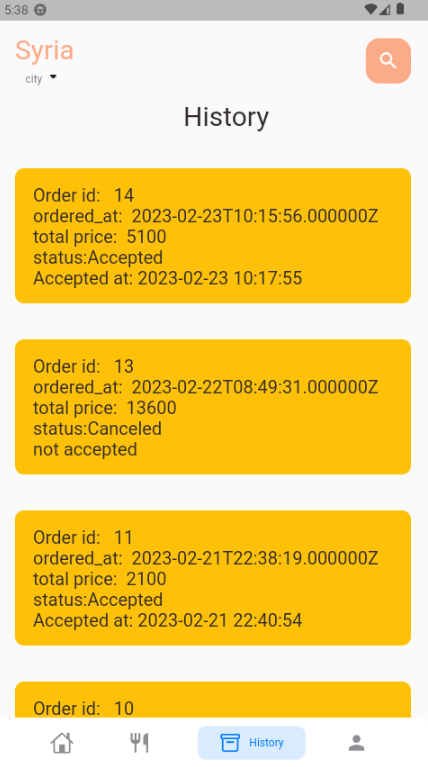 5:38
Syria
city
History
Order id: 14
ordered_at: 2023-02-23T10:15:56.000000Z
total price: 5100
status:Accepted
Accepted at: 2023-02-23 10:17:55
Order id: 13
ordered_at: 2023-02-22T08:49:31.000000Z
total price: 13600
status:Canceled
not accepted
Order id: 11
ordered_at: 2023-02-21T22:38:19.000000Z
total price: 2100
status:Accepted
Accepted at: 2023-02-21 22:40:54
Order id: 10
History